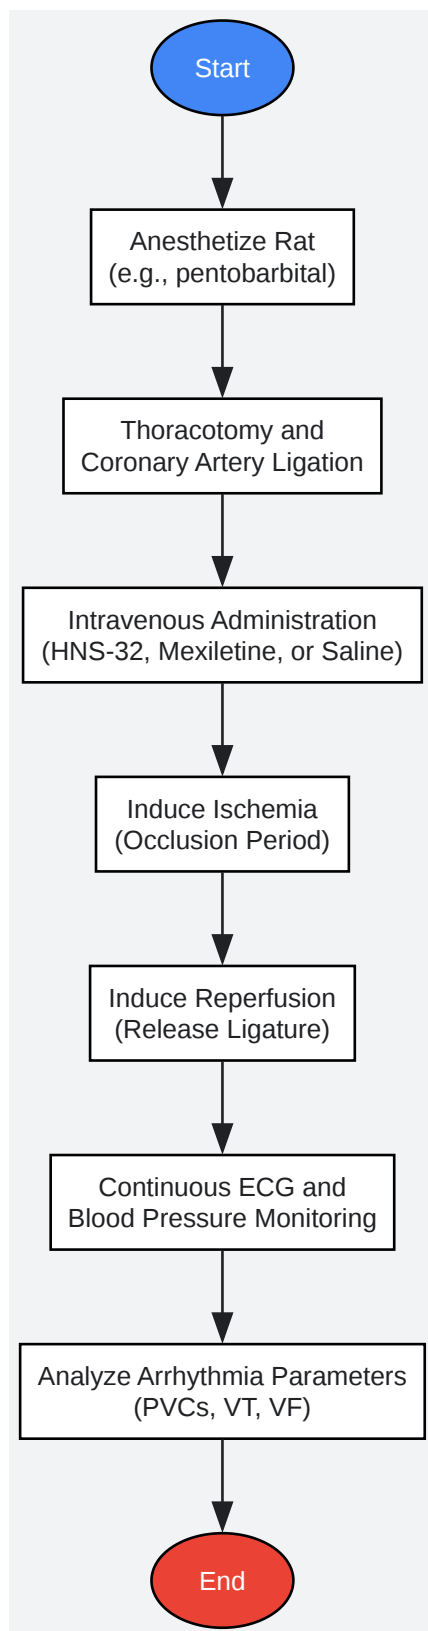 Start
Anesthetize Rat
(e.g., pentobarbital)
Thoracotomy and
Coronary Artery Ligation
Intravenous Administration
(HNS-32, Mexiletine, or Saline)
Induce Ischemia
(Occlusion Period)
Induce Reperfusion
(Release Ligature)
Continuous ECG and
Blood Pressure Monitoring
Analyze Arrhythmia Parameters
(PVCs, VT, VF)
End